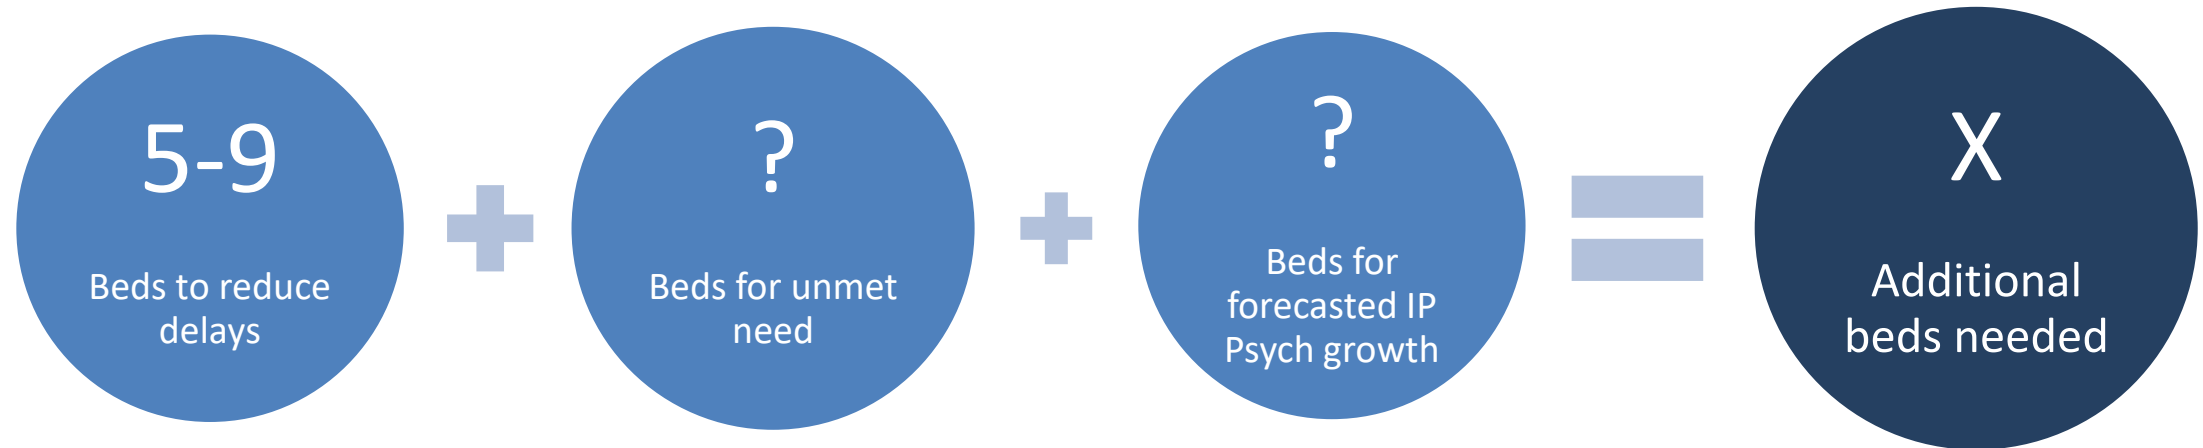 5-9
Beds to reduce
delays
?
Beds for unmet
need
?
Beds for
forecasted IP
Psych growth
X
Additional
beds needed